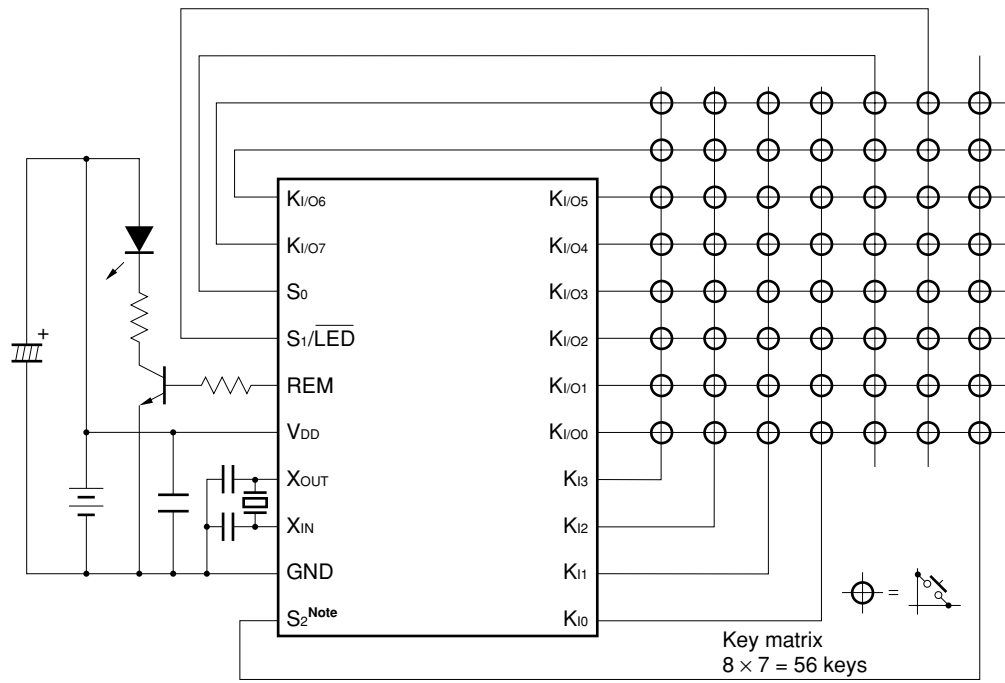 KI/O6
KI/O7
S0
S1/LED
REM
VDD
XOUT
XIN
GND
S2Note
KI/O5
KI/O4
KI/O3
KI/O2
KI/O1
KI/O0
KI3
KI2
KI1
KI0
+
=
Key matrix
8 × 7 = 56 keys